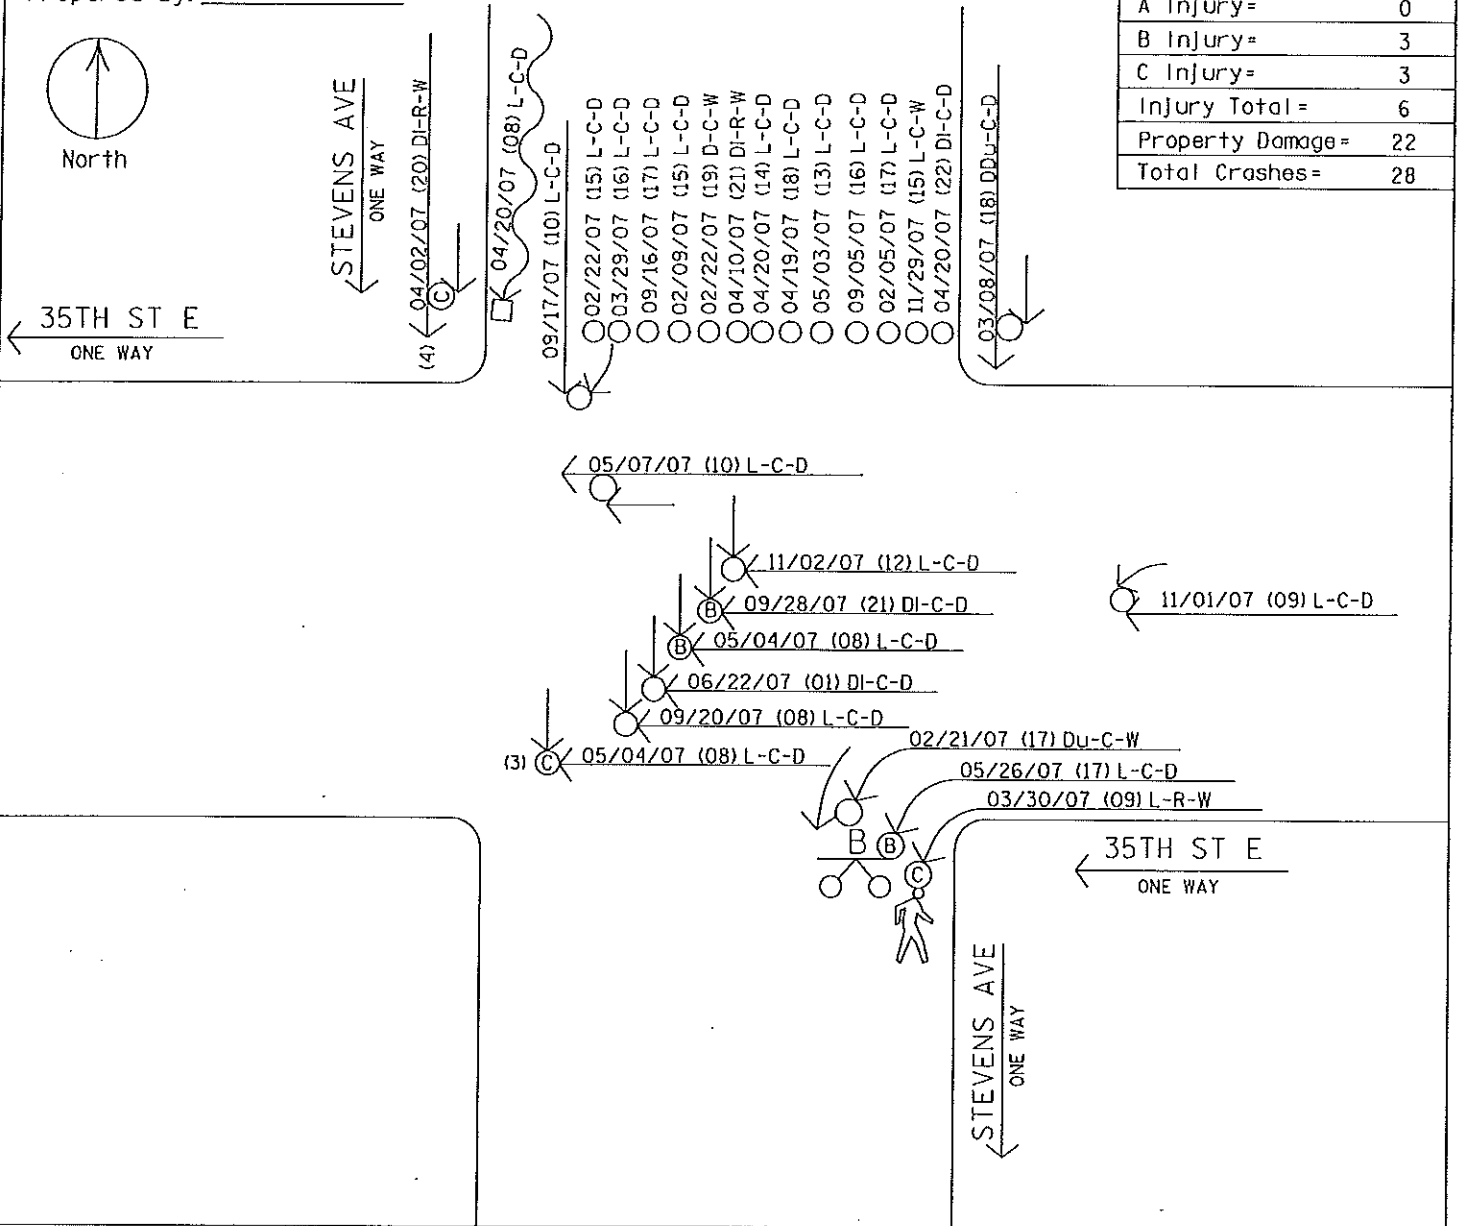 A Injury= 0
B Injury= 3
C Injury= 3
Injury Total= 6
Property Damage= 22
Total Crashes= 28
North
STEVENS AVE
ONE WAY
35TH ST E
ONE WAY
04/02/07 (20) DI-R-W
C
(4)
04/20/07 (08) L-C-D
09/17/07 (10) L-C-D
02/22/07 (15) L-C-D
03/29/07 (16) L-C-D
09/16/07 (17) L-C-D
02/09/07 (15) L-C-D
02/22/07 (19) D-C-W
04/10/07 (21) DI-R-W
04/20/07 (14) L-C-D
04/19/07 (18) L-C-D
05/03/07 (13) L-C-D
09/05/07 (16) L-C-D
02/05/07 (17) L-C-D
11/29/07 (15) L-C-W
04/20/07 (22) DI-C-D
03/08/07 (18) DDu-C-D
05/07/07 (10) L-C-D
11/02/07 (12) L-C-D
B 09/28/07 (21) DI-C-D
11/01/07 (09) L-C-D
B 05/04/07 (08) L-C-D
06/22/07 (01) DI-C-D
09/20/07 (08) L-C-D
(3) C 05/04/07 (08) L-C-D
02/21/07 (17) Du-C-W
05/26/07 (17) L-C-D
03/30/07 (09) L-R-W
B
B
C
35TH ST E
ONE WAY
STEVENS AVE
ONE WAY